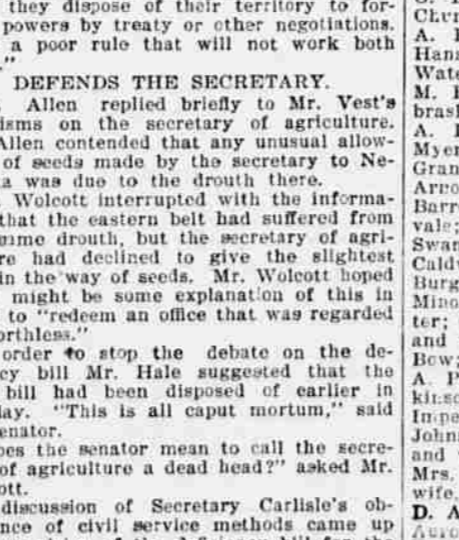 they dispose of their territory to for-
powers by treaty or other negotiations.
a poor rule that will not work both
."
DEFENDS THE SECRETARY.
Allen replied briefly to Mr. Vest's
isms on the secretary of agriculture.
Allen contended that any unusual allow-
of seeds made by the secretary to Ne-
a was due to the drouth there.
Wolcott interrupted with the informa-
that the eastern belt had suffered from
same drouth, but the secretary of agri-
re had declined to give the slightest
in the way of seeds. Mr. Wolcott hoped
might be some explanation of this in
to "redeem an office that was regarded
orthless."
order to stop the debate on the de-
cy bill Mr. Hale suggested that the
bill had been disposed of earlier in
lay. "This is all caput mortum," said
enator.
oes the senator mean to call the secre-
of agriculture a dead head?" asked Mr.
ott.
discussion of Secretary Carlisle's ob-
nce of civil service methods came up
A.
Hans
Wate
M.
bras
A.
Myer
Gran
Arro
Barr
vale;
Swan
Cald
Burg
Mino
ter;
and
Bow;
A. P
kinso
Impe
Johns
and
Mrs.
wife,
D. A
Auro